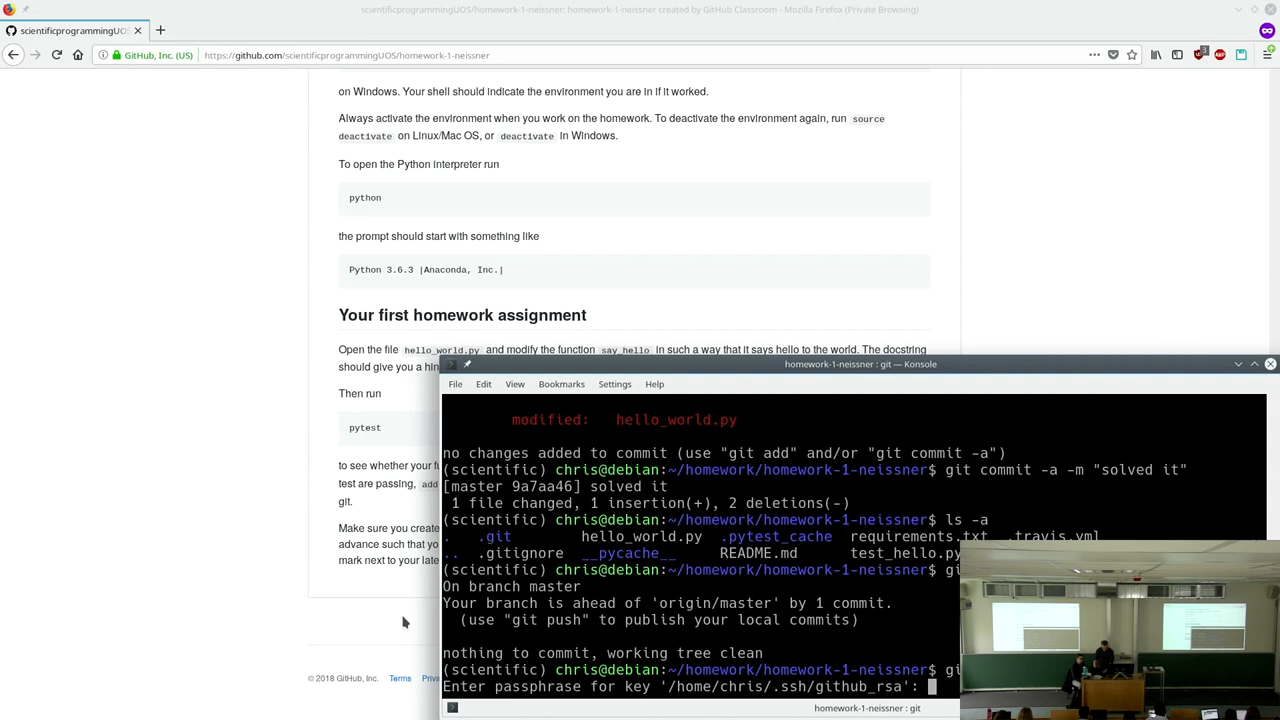 scientificprogrammingUOS/homework-1-neissner: homework-1-neissner created by GitHub Classroom - Mozilla Firefox (Private Browsing)
scientificprogrammingUO
GitHub, Inc. (US)
https://github.com/scientificprogrammingUOS/homework-1-neissner
on Windows. Your shell should indicate the environment you are in if it worked.
Always activate the environment when you work on the homework. To deactivate the environment again, run source
deactivate on Linux/Mac OS, or deactivate in Windows.
To open the Python interpreter run
python
the prompt should start with something like
Python 3.6.3 |Anaconda, Inc.|
Your first homework assignment
Open the file hello_world.py and modify the function say_hello in such a way that it says hello to the world. The docstring
should give you a hin
Then run
pytest
to see whether your fu
test are passing, add
git.
Make sure you create
advance such that yo
mark next to your late
© 2018 GitHub, Inc. Terms Priva
homework-1-neissner : git — Konsole
File Edit View Bookmarks Settings Help
modified: hello_world.py
no changes added to commit (use "git add" and/or "git commit -a")
(scientific) chris@debian:~/homework/homework-1-neissner$ git commit -a -m "solved it"
[master 9a7aa46] solved it
1 file changed, 1 insertion(+), 2 deletions(-)
(scientific) chris@debian:~/homework/homework-1-neissner$ ls -a
. .git hello_world.py .pytest_cache requirements.txt .travis.yml
.. .gitignore __pycache__ README.md test_hello.py
(scientific) chris@debian:~/homework/homework-1-neissner$ gi
On branch master
Your branch is ahead of 'origin/master' by 1 commit.
(use "git push" to publish your local commits)
nothing to commit, working tree clean
(scientific) chris@debian:~/homework/homework-1-neissner$ gi
Enter passphrase for key '/home/chris/.ssh/github_rsa':
homework-1-neissner : git